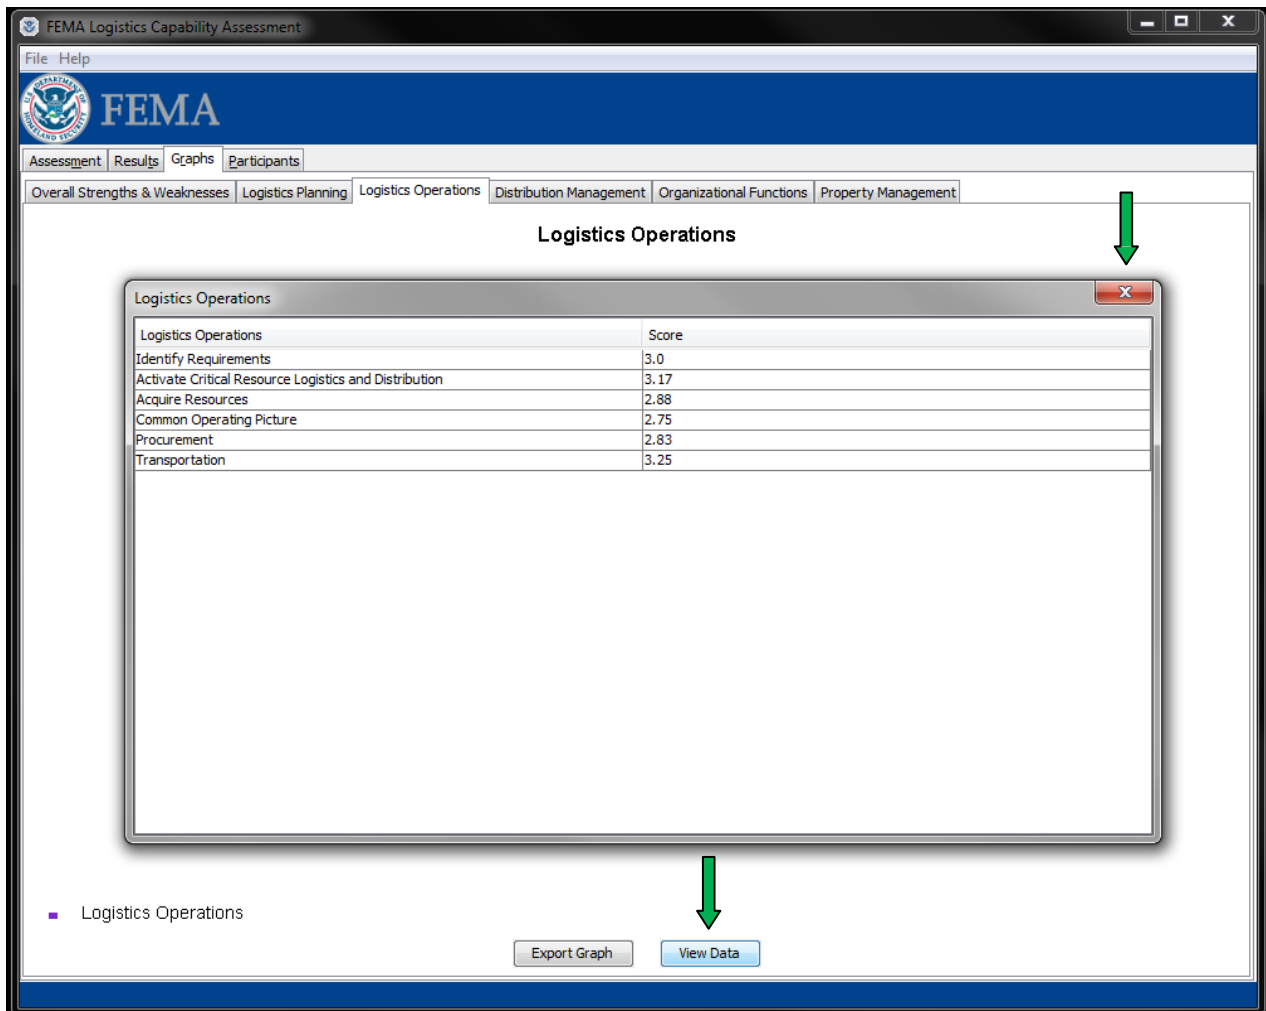 FEMA Logistics Capability Assessment
File Help
FEMA
Assessment Results Graphs Participants
Overall Strengths & Weaknesses Logistics Planning Logistics Operations Distribution Management Organizational Functions Property Management
Logistics Operations
Logistics Operations
Logistics Operations Score
Identify Requirements 3.0
Activate Critical Resource Logistics and Distribution 3.17
Acquire Resources 2.88
Common Operating Picture 2.75
Procurement 2.83
Transportation 3.25
Logistics Operations
Export Graph View Data